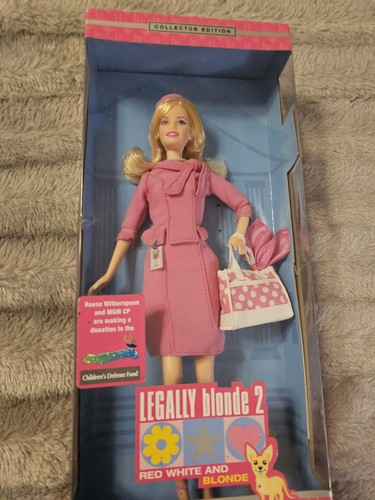 COLLECTOR EDITION
Reese Witherspoon
and MGM CP
are making a
donation to the
Children's Defense Fund
LEGALLY blonde 2
RED WHITE AND
BLONDE